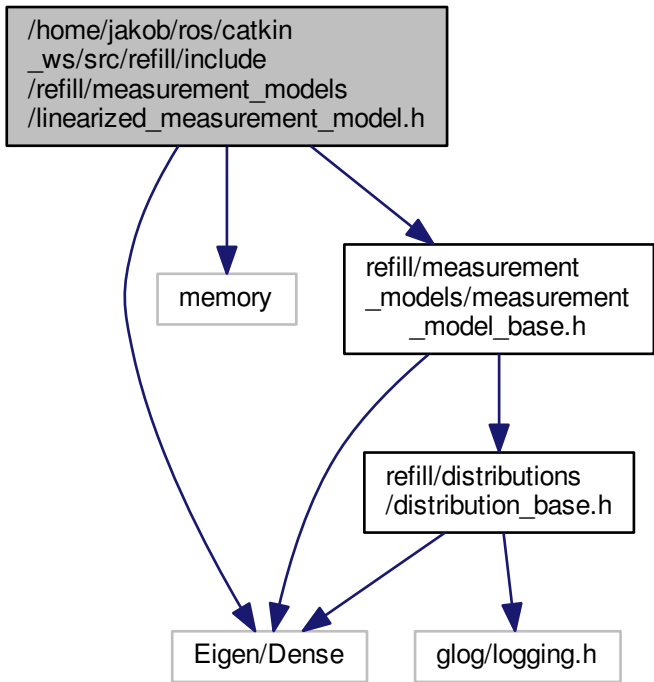 /home/jakob/ros/catkin
_ws/src/refill/include
/refill/measurement_models
/linearized_measurement_model.h
memory
refill/measurement
_models/measurement
_model_base.h
refill/distributions
/distribution_base.h
Eigen/Dense
glog/logging.h